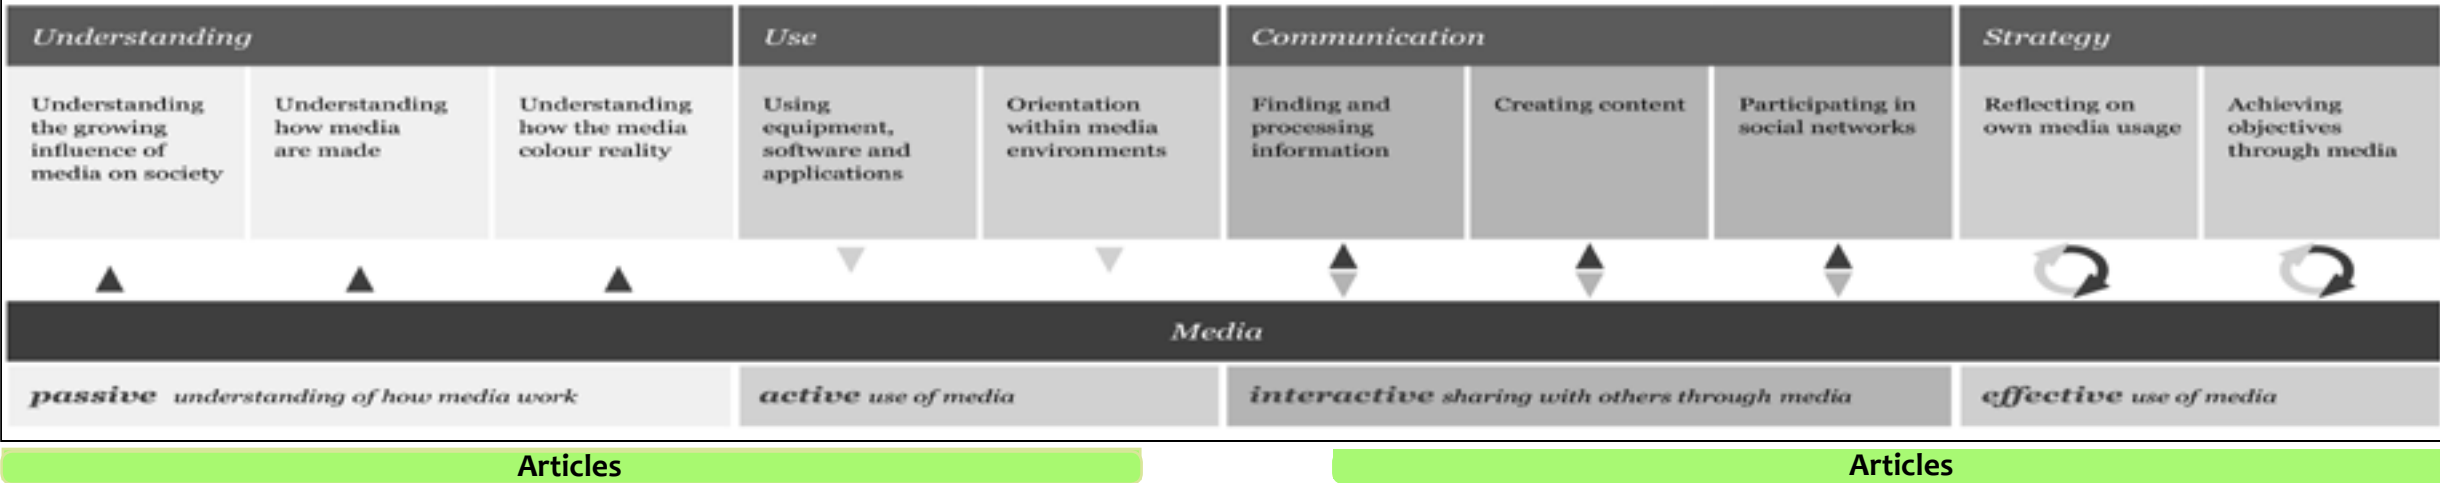 Understanding
Use
Communication
Strategy
Understanding
the growing
influence of
media on society
Understanding
how media
are made
Understanding
how the media
colour reality
Using
equipment,
software and
applications
Orientation
within media
environments
Finding and
processing
information
Creating content
Participating in
social networks
Reflecting on
own media usage
Achieving
objectives
through media
Media
passive understanding of how media work
active use of media
interactive sharing with others through media
effective use of media
Articles
Articles